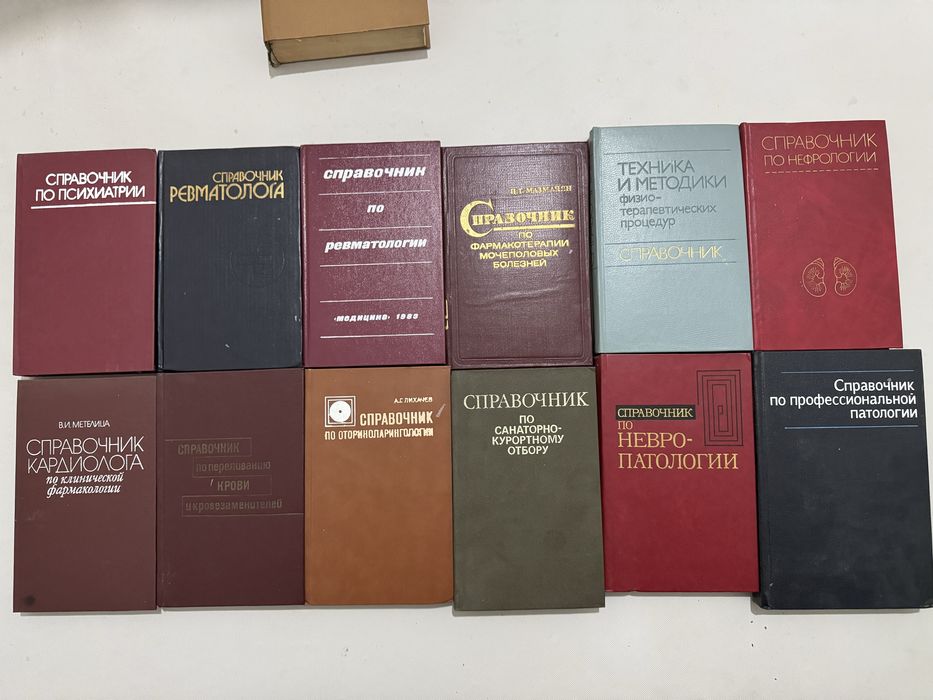 СПРАВОЧНИК
ПО ПСИХИАТРИИ
СПРАВОЧНИК
РЕВМАТОЛОГА
справочник
по
ревматологии
«медицина» 1983
В.Г. МАЗМАНЯН
СПРАВОЧНИК
ПО
ФАРМАКОТЕРАПИИ
МОЧЕПОЛОВЫХ
БОЛЕЗНЕЙ
ТЕХНИКА
И МЕТОДИКИ
физио-
терапевтических
процедур
СПРАВОЧНИК
СПРАВОЧНИК
ПО НЕФРОЛОГИИ
В.И. МЕТЕЛИЦА
СПРАВОЧНИК
КАРДИОЛОГА
по клинической
фармакологии
СПРАВОЧНИК
по переливанию
КРОВИ
и кровезаменителей
А.Г. ЛИХАЧЕВ
СПРАВОЧНИК
ПО ОТОРИНОЛАРИНГОЛОГИИ
СПРАВОЧНИК
ПО
САНАТОРНО-
КУРОРТНОМУ
ОТБОРУ
СПРАВОЧНИК
ПО
НЕВРО-
ПАТОЛОГИИ
Справочник
по профессиональной
патологии